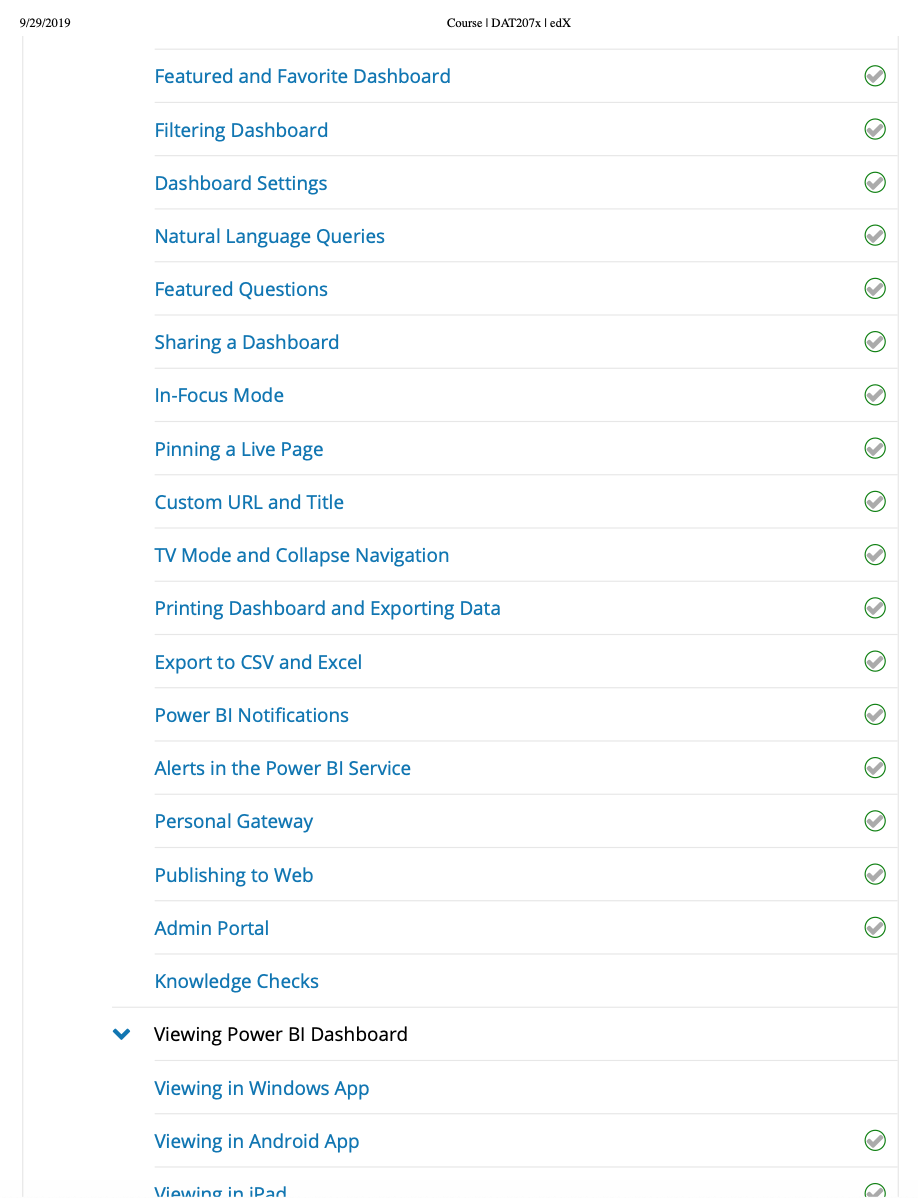 9/29/2019
Course | DAT207x | edX
Featured and Favorite Dashboard
Filtering Dashboard
Dashboard Settings
Natural Language Queries
Featured Questions
Sharing a Dashboard
In-Focus Mode
Pinning a Live Page
Custom URL and Title
TV Mode and Collapse Navigation
Printing Dashboard and Exporting Data
Export to CSV and Excel
Power BI Notifications
Alerts in the Power BI Service
Personal Gateway
Publishing to Web
Admin Portal
Knowledge Checks
Viewing Power BI Dashboard
Viewing in Windows App
Viewing in Android App
Viewing in iPad